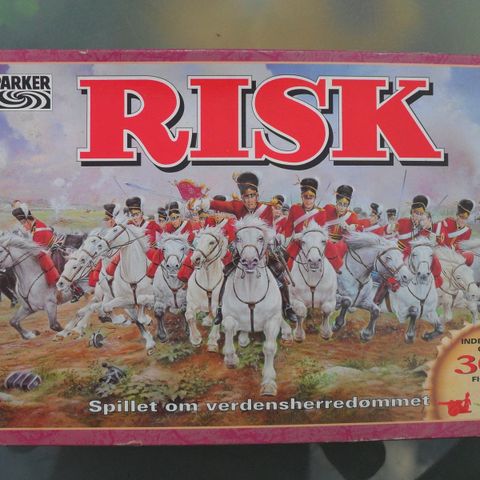 PARKER
RISK
Spillet om verdensherredømmet